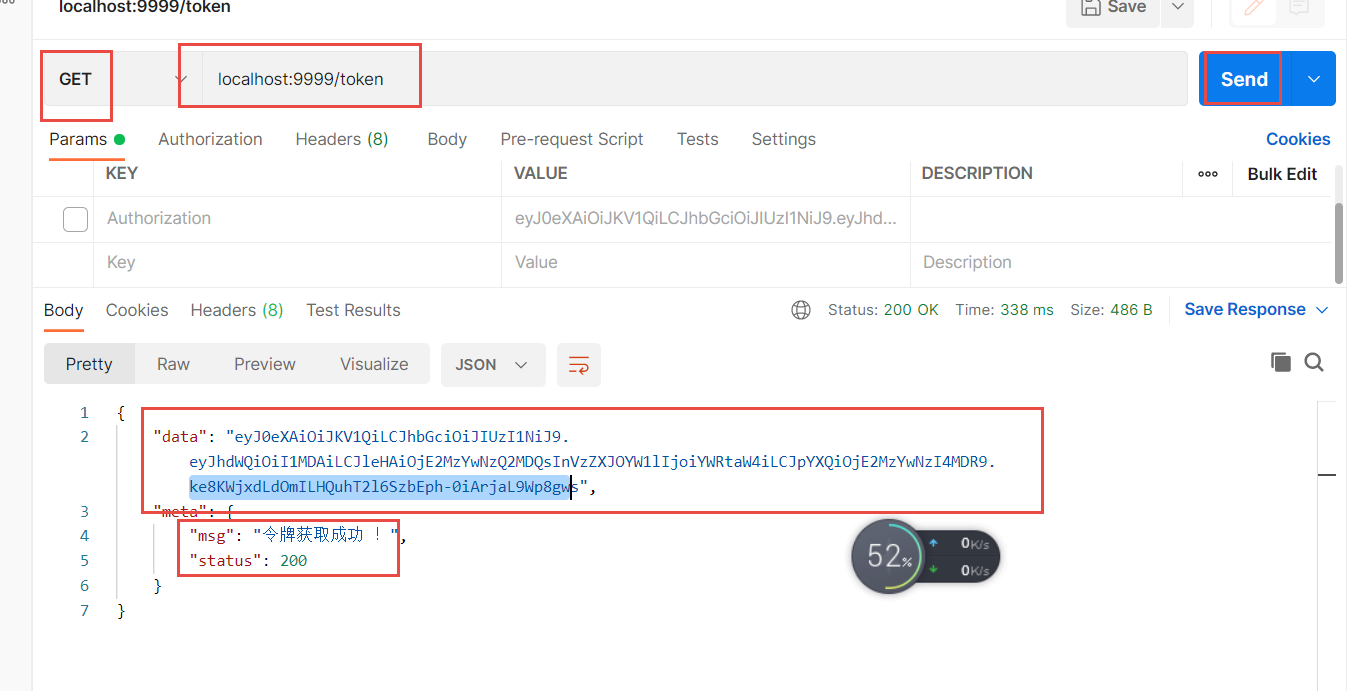 localhost:9999/token
Save
GET
localhost:9999/token
Send
Params
Authorization
Headers (8)
Body
Pre-request Script
Tests
Settings
Cookies
KEY
VALUE
DESCRIPTION
Bulk Edit
Authorization
eyJ0eXAiOiJKV1QiLCJhbGciOiJIUzI1NiJ9.eyJhd...
Key
Value
Description
Body
Cookies
Headers (8)
Test Results
Status: 200 OK
Time: 338 ms
Size: 486 B
Save Response
Pretty
Raw
Preview
Visualize
JSON
1 {
2 "data": "eyJ0eXAiOiJKV1QiLCJhbGciOiJIUzI1NiJ9.
eyJhdWQiOiI1MDAiLCJleHAiOjE2MzYwNzQ2MDQsInVzZXJOYW1lIjoiYWRtaW4iLCJpYXQiOjE2MzYwNzI4MDR9.
ke8KWjxdLdOmILHQuhT2l6SzbEph-0iArjaL9Wp8gws",
3 "meta": {
4 "msg": "令牌获取成功 ！",
5 "status": 200
6 }
7 }
52%
0K/s
0K/s